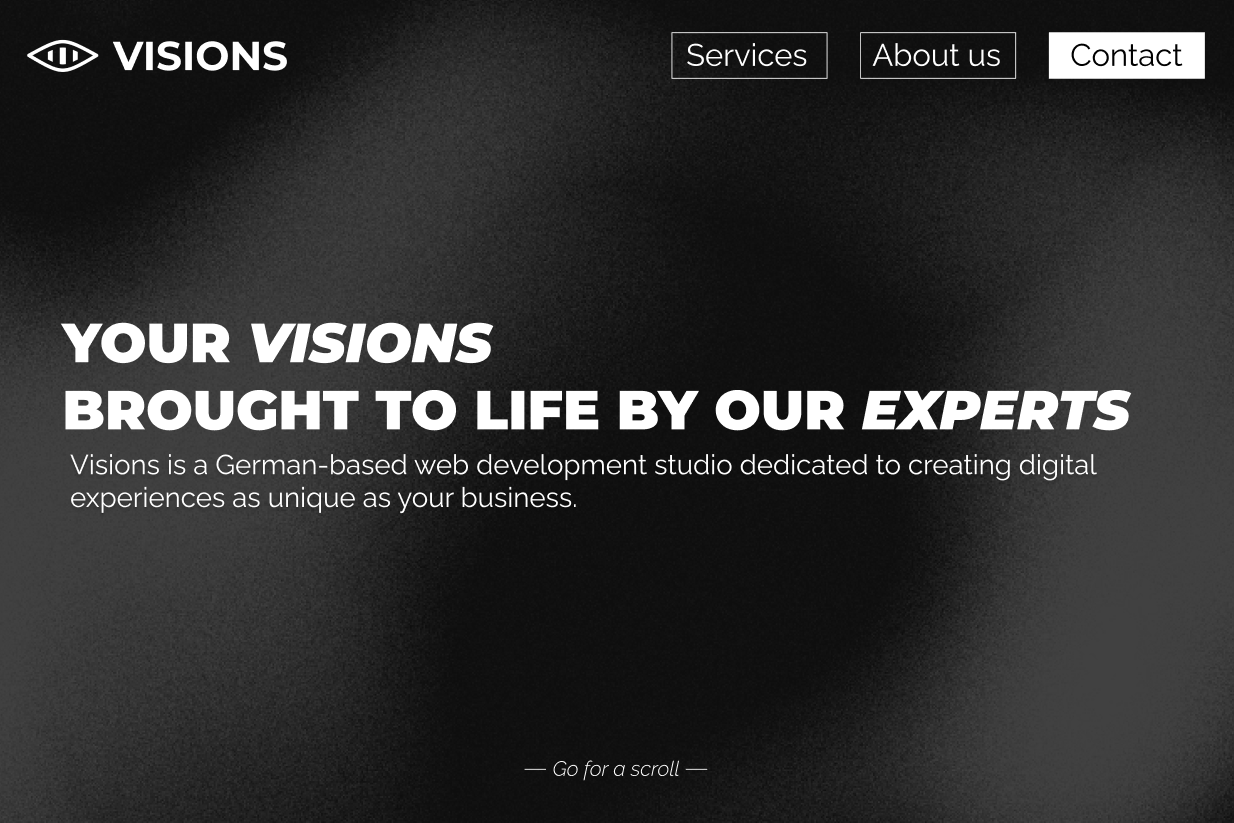 VISIONS
Services
About us
Contact
YOUR VISIONS
BROUGHT TO LIFE BY OUR EXPERTS
Visions is a German-based web development studio dedicated to creating digital
experiences as unique as your business.
— Go for a scroll —